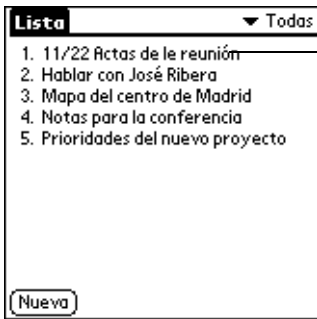 Lista
Todas
1. 11/22 Actas de le reunión
2. Hablar con José Ribera
3. Mapa del centro de Madrid
4. Notas para la conferencia
5. Prioridades del nuevo proyecto
Nueva